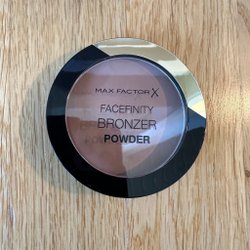 MAX FACTOR X
FACEFINITY
BRONZER
POWDER